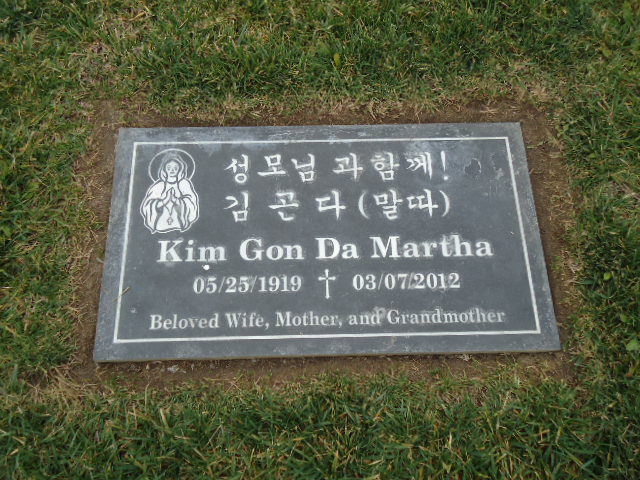 성모님 과함께!
김 곤 다 (말따)
Kim Gon Da Martha
05/25/1919 03/07/2012
Beloved Wife, Mother, and Grandmother